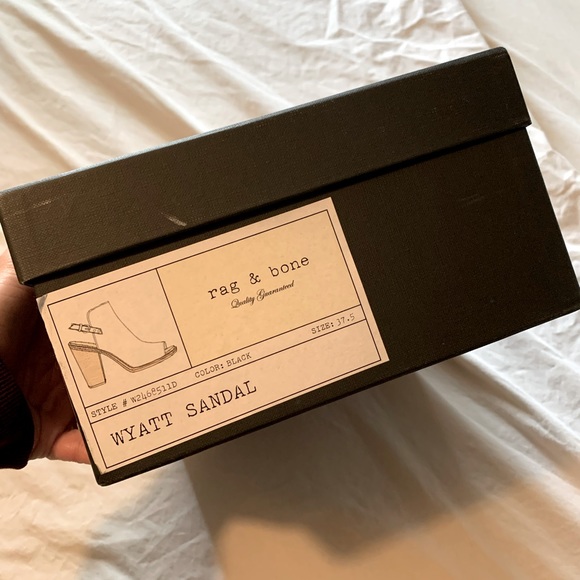 rag & bone
Quality Guaranteed
STYLE # W2468511D COLOR: BLACK SIZE: 37.5
WYATT SANDAL